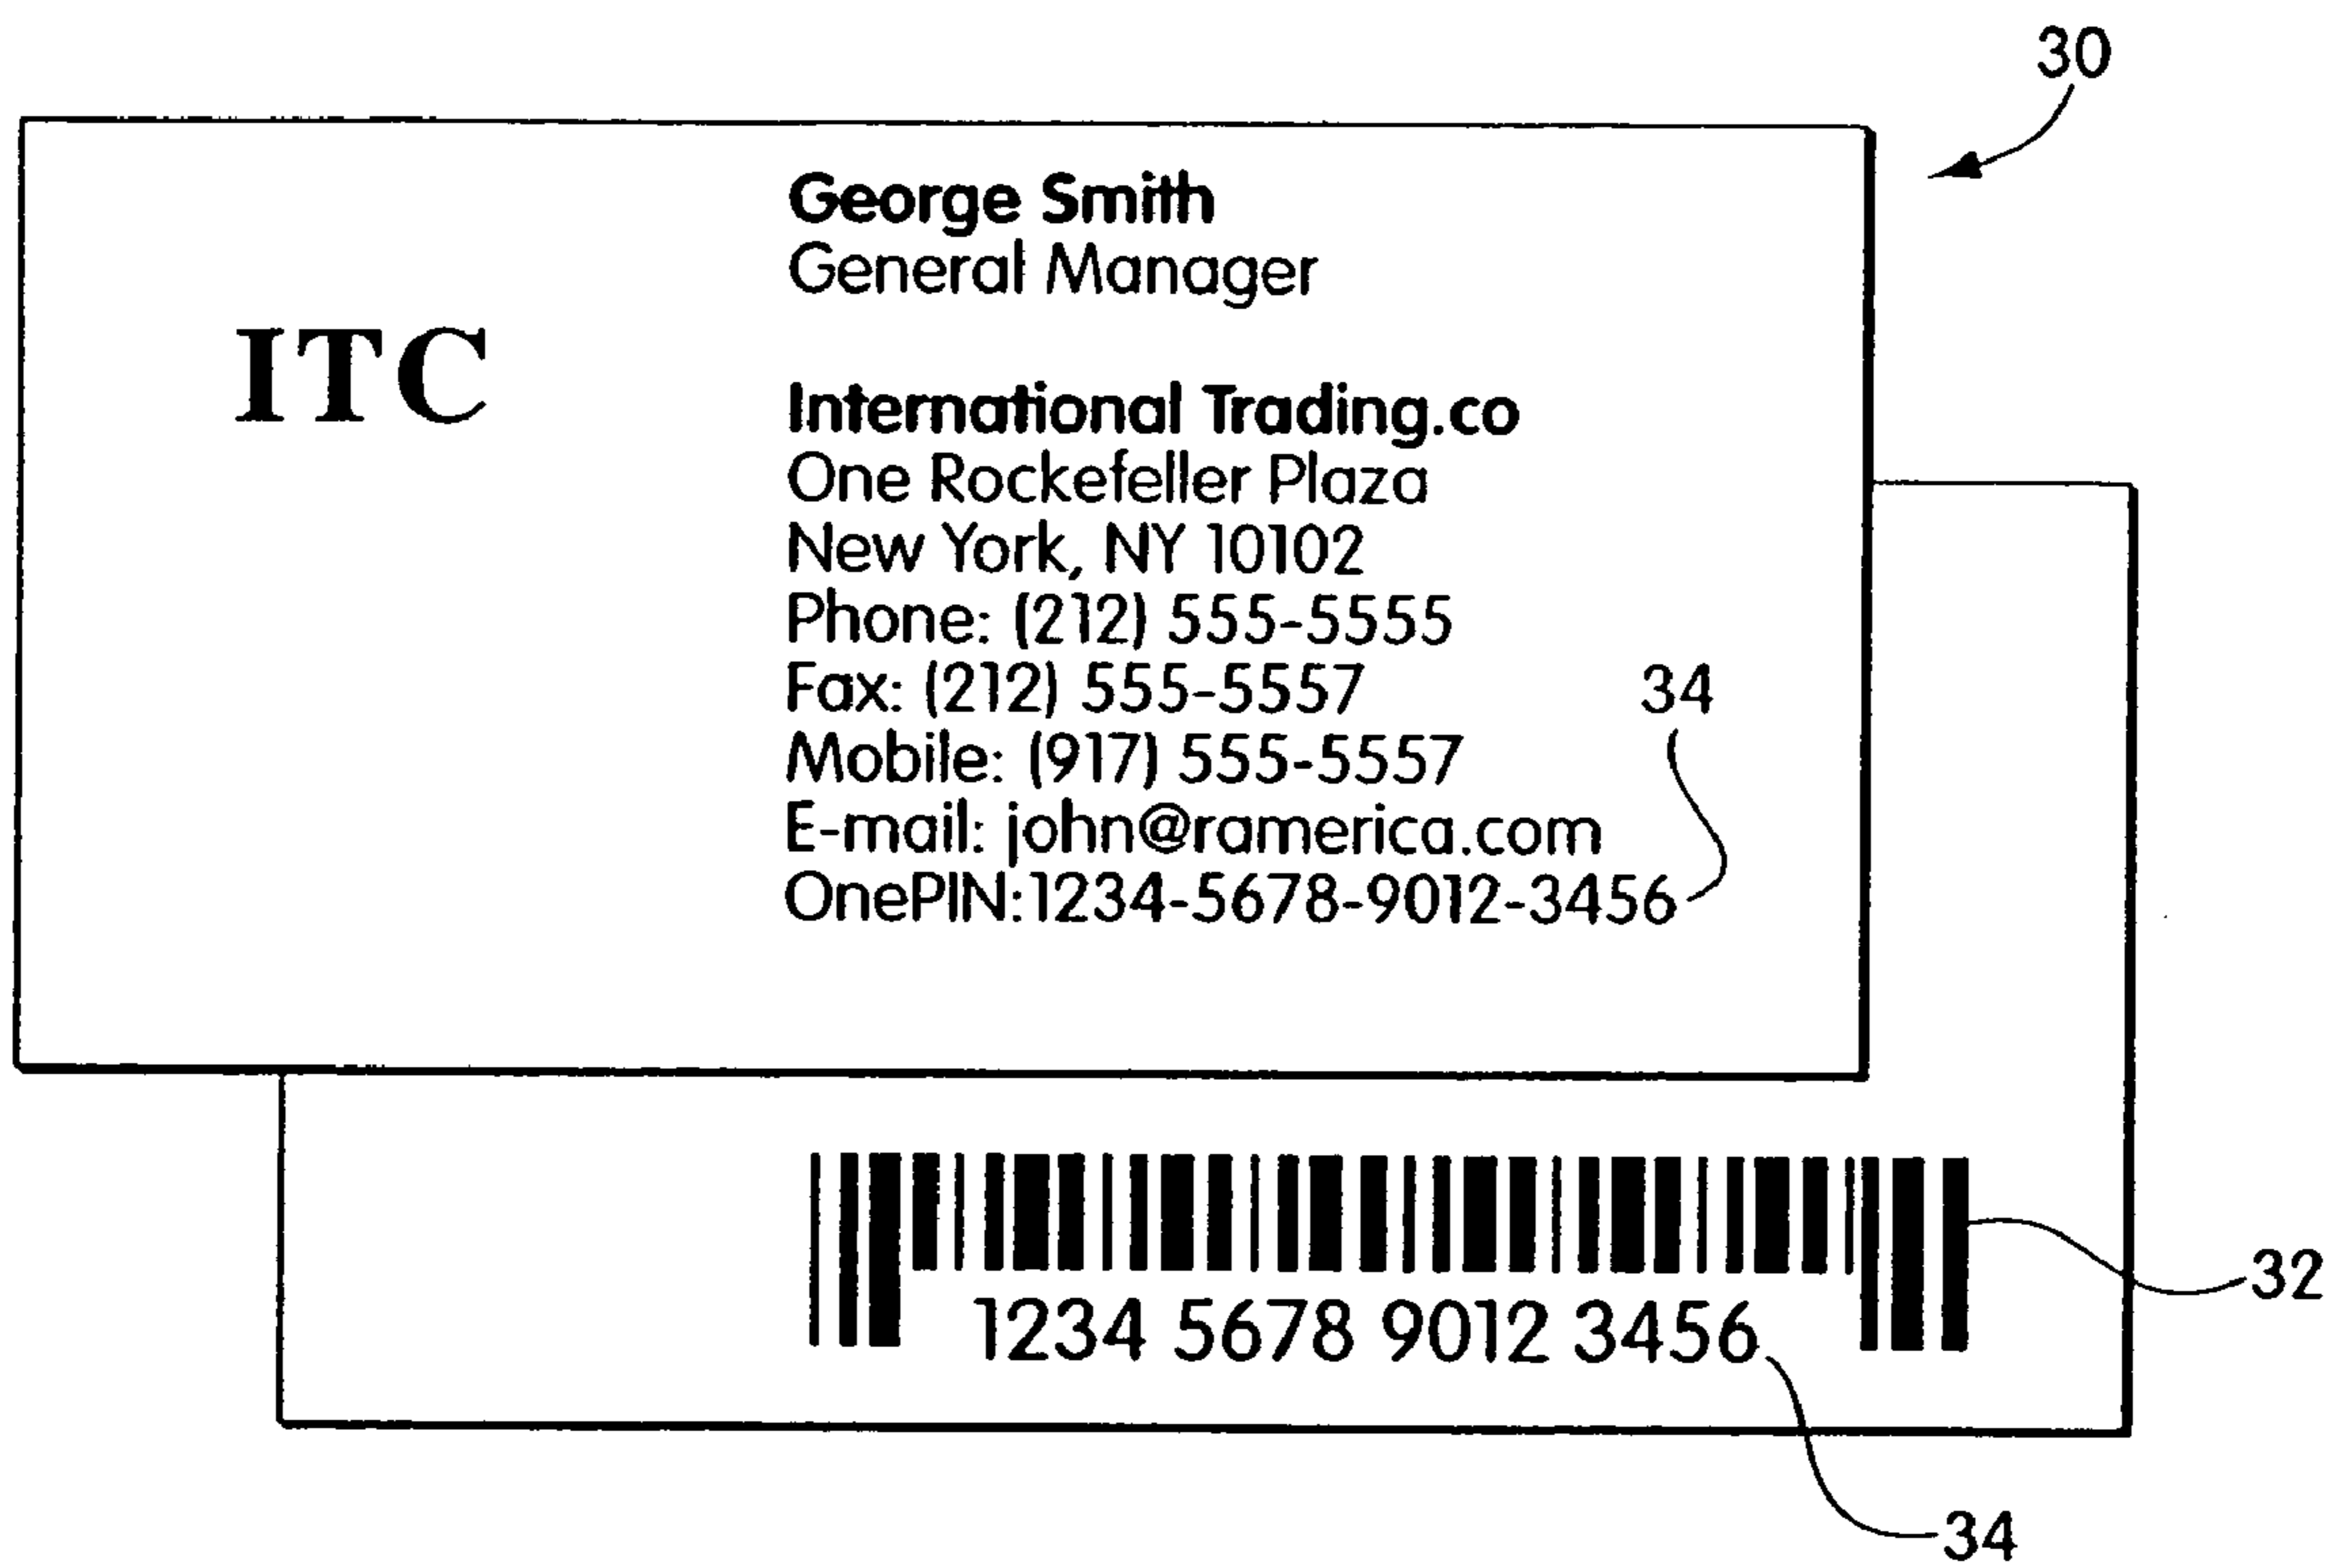 30
George Smith
General Manager
ITC
International Trading.co
One Rockefeller Plaza
New York, NY 10102
Phone: (212) 555-5555
Fax: (212) 555-5557
34
Mobile: (917) 555-5557
E-mail: john@ramerica.com
OnePIN:1234-5678-9012-3456
32
1234 5678 9012 3456
34